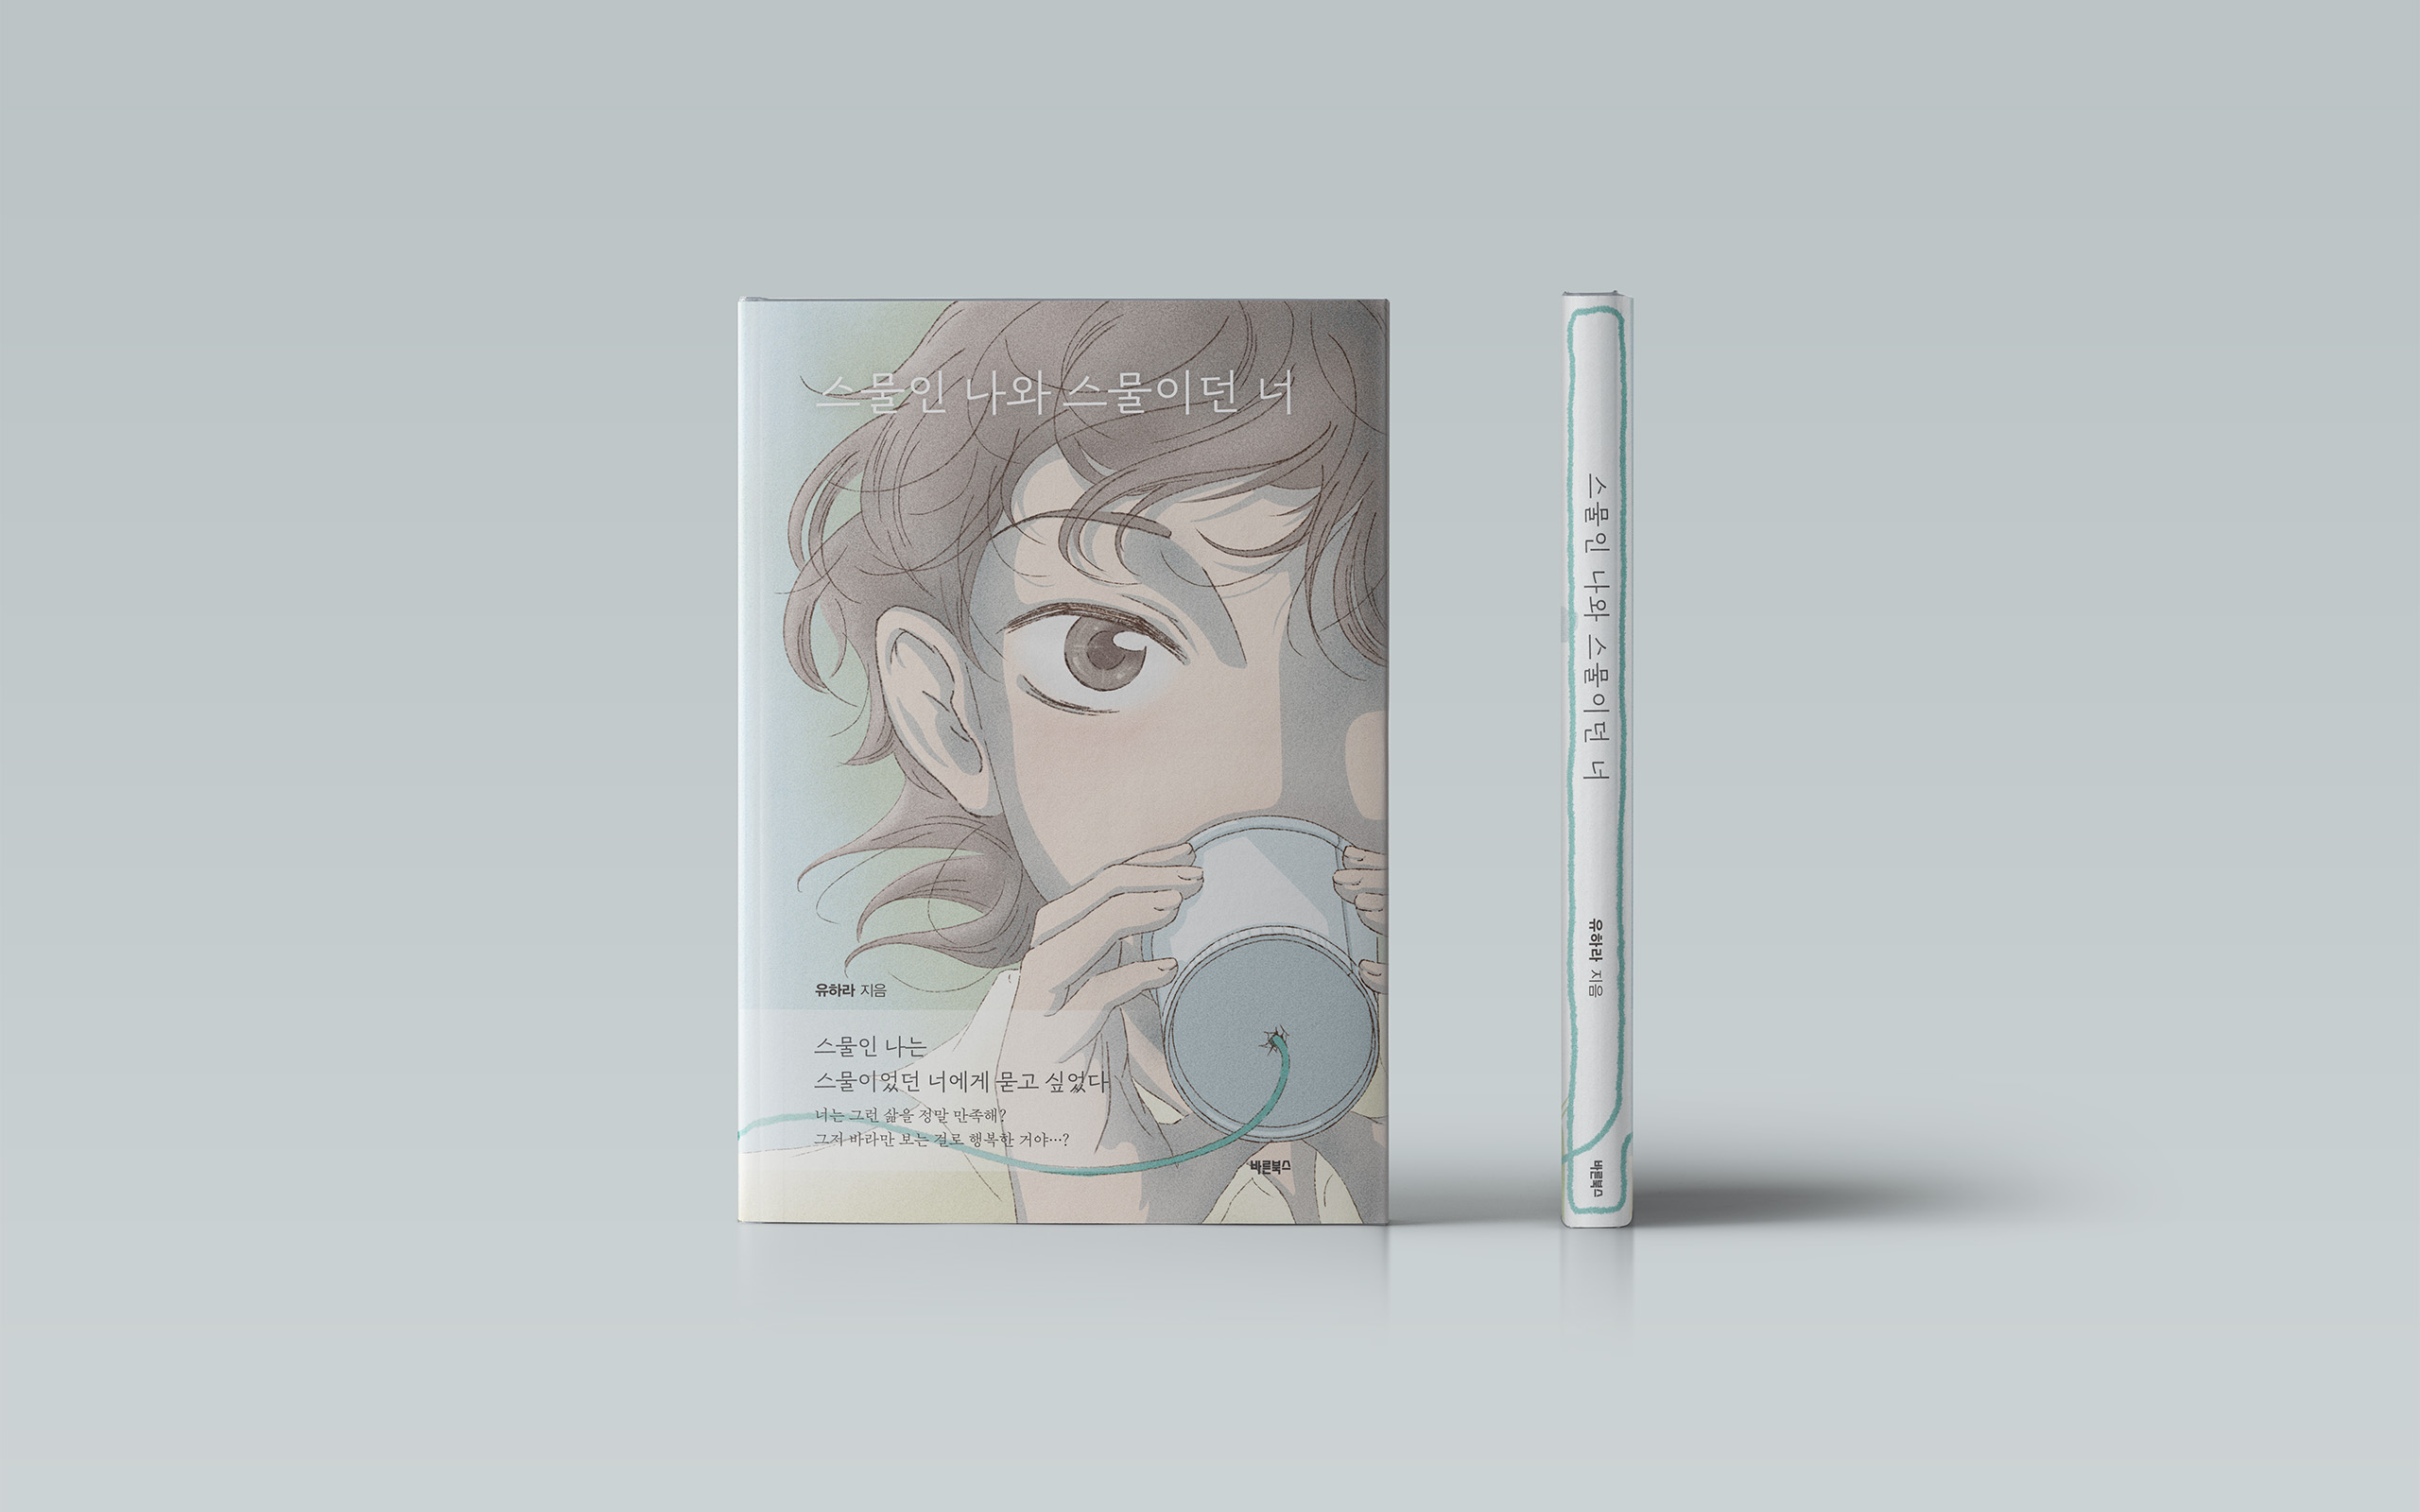 스물인 나와 스물이던 너
유하라 지음
스물인 나는
스물이었던 너에게 묻고 싶었다
너는 그런 삶을 정말 만족해?
그저 바라만 보는 걸로 행복한 거야…?
바른북스
스물인 나와 스물이던 너
유하라 지음
바른북스